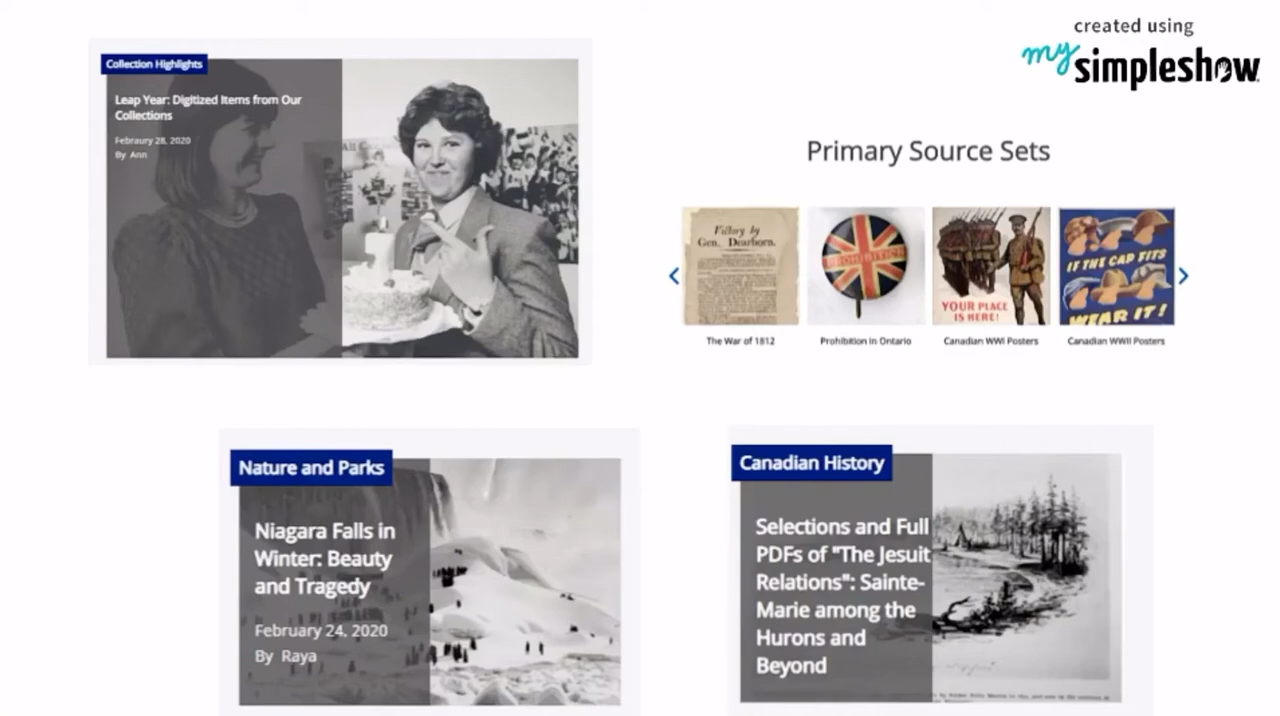 created using
my simpleshow
Collection Highlights
Leap Year: Digitized Items from Our
Collections
Febraury 28, 2020
By Ann
Primary Source Sets
Victory by
Gen. Dearborn.
PROHIBITION
YOUR PLACE
IS HERE!
IF THE CAP FITS
WEAR IT!
The War of 1812
Prohibition in Ontario
Canadian WWI Posters
Canadian WWII Posters
Nature and Parks
Niagara Falls in
Winter: Beauty
and Tragedy
February 24, 2020
By Raya
Canadian History
Selections and Full
PDFs of "The Jesuit
Relations": Sainte-
Marie among the
Hurons and
Beyond